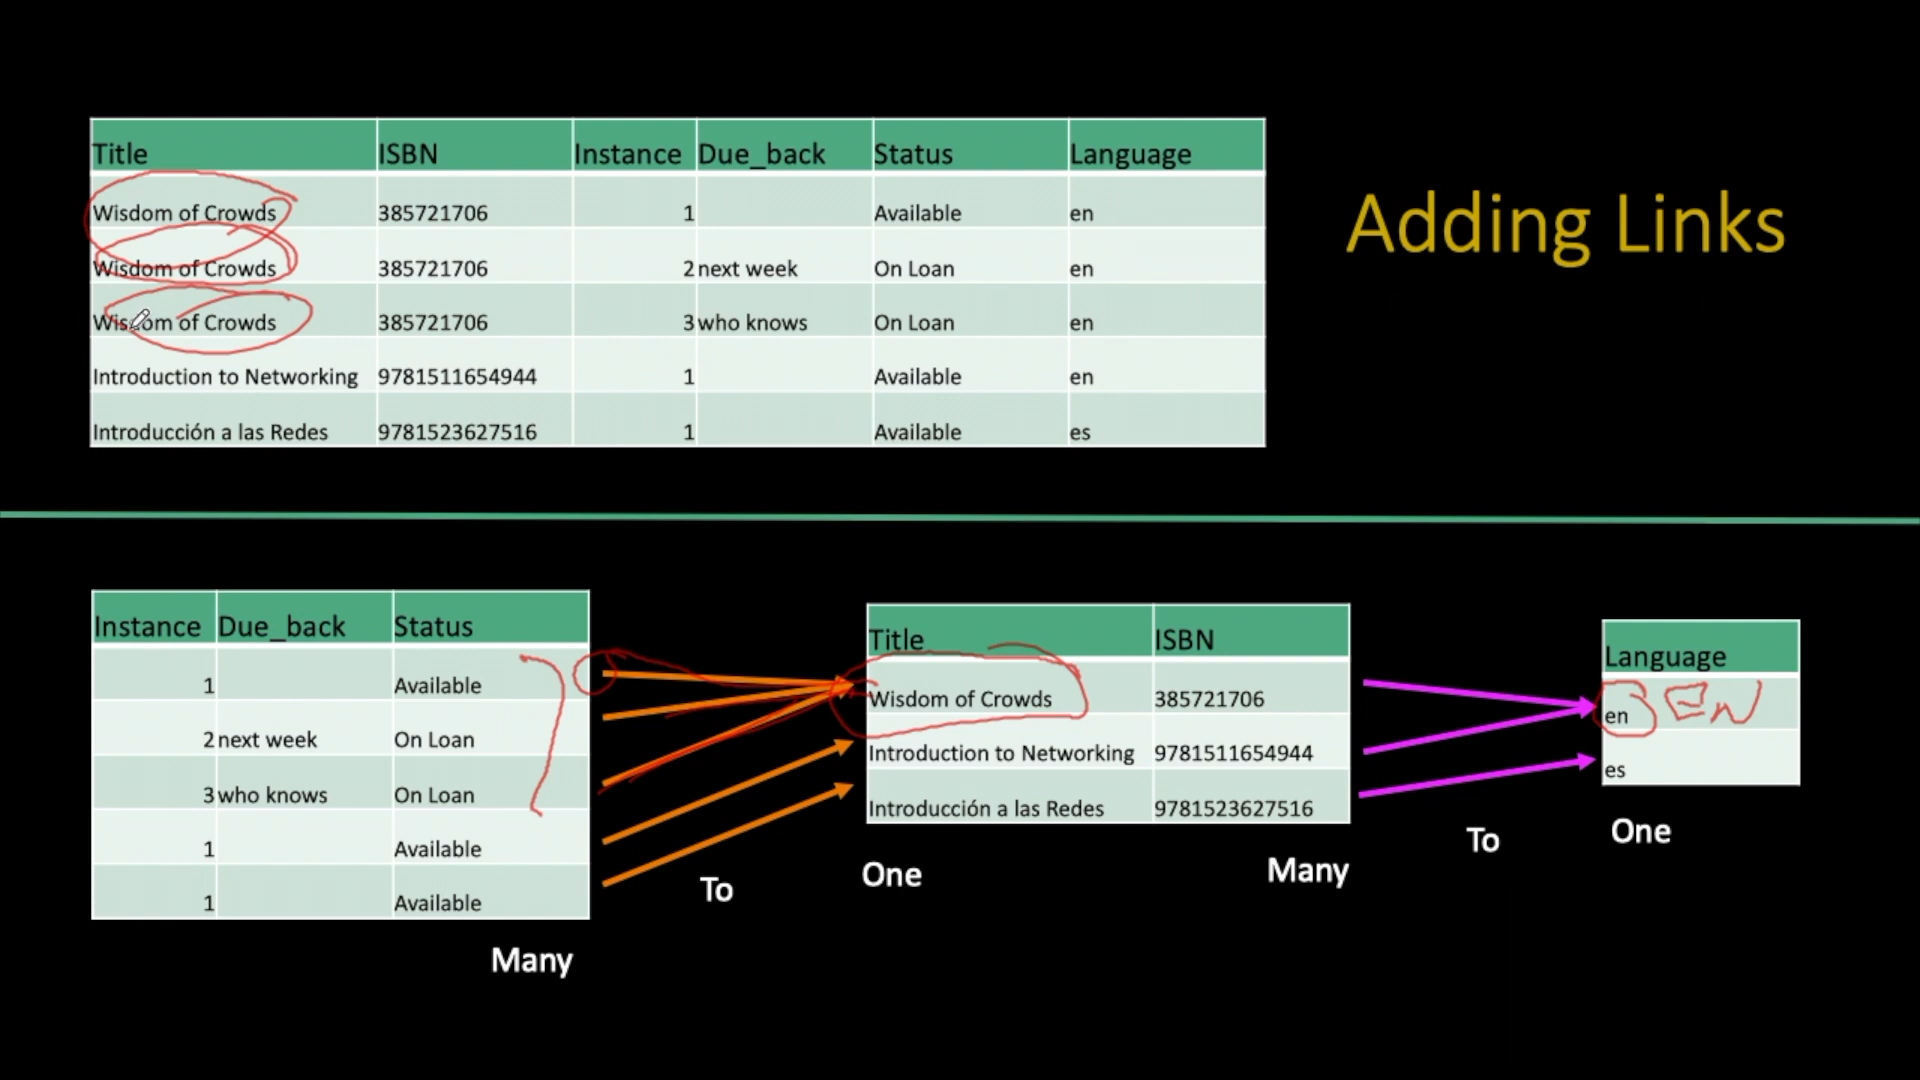 Title ISBN Instance Due_back Status Language
Wisdom of Crowds 385721706 1 Available en
Wisdom of Crowds 385721706 2 next week On Loan en
Wisdom of Crowds 385721706 3 who knows On Loan en
Introduction to Networking 9781511654944 1 Available en
Introducción a las Redes 9781523627516 1 Available es
Adding Links
Instance Due_back Status
1 Available
2 next week On Loan
3 who knows On Loan
1 Available
1 Available
Many
To
One
Title ISBN
Wisdom of Crowds 385721706
Introduction to Networking 9781511654944
Introducción a las Redes 9781523627516
Many
To
One
Language
en EN
es